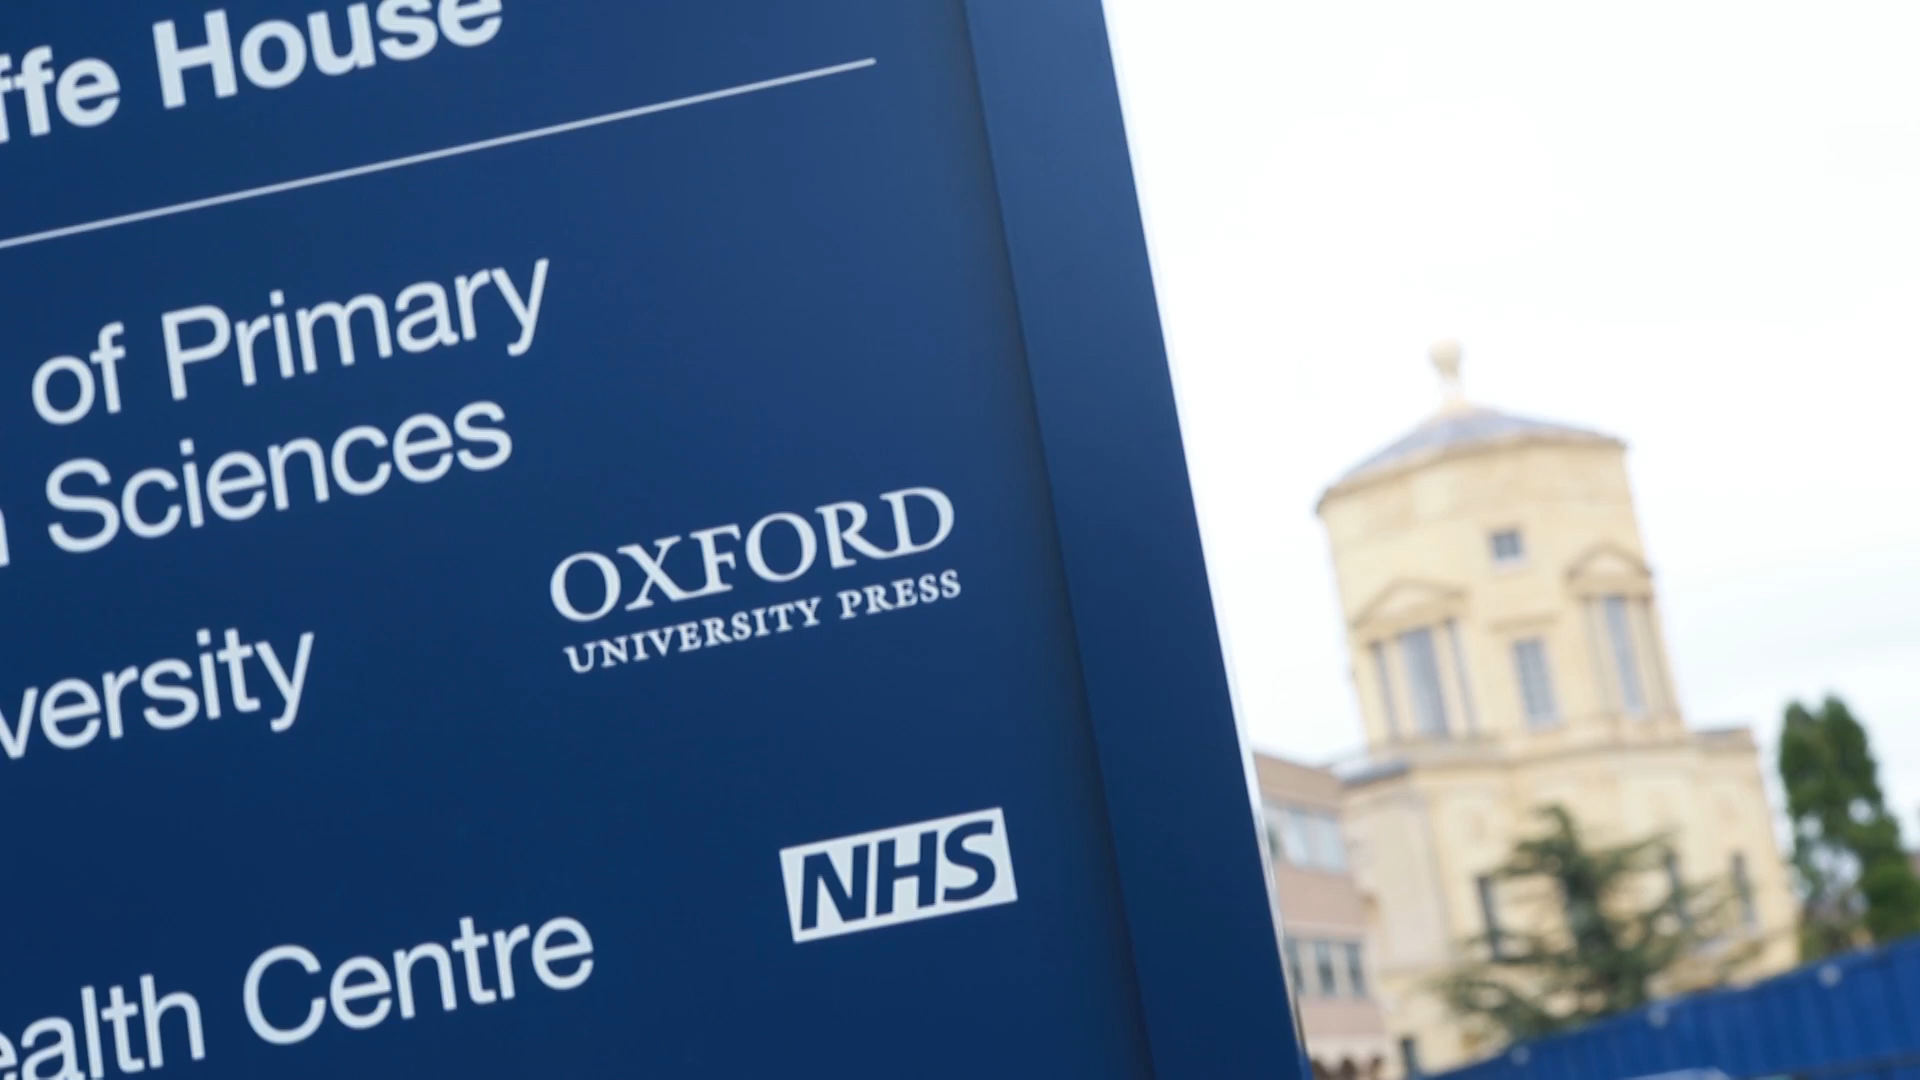 ffe House
of Primary
Sciences
versity
OXFORD
UNIVERSITY PRESS
NHS
ealth Centre